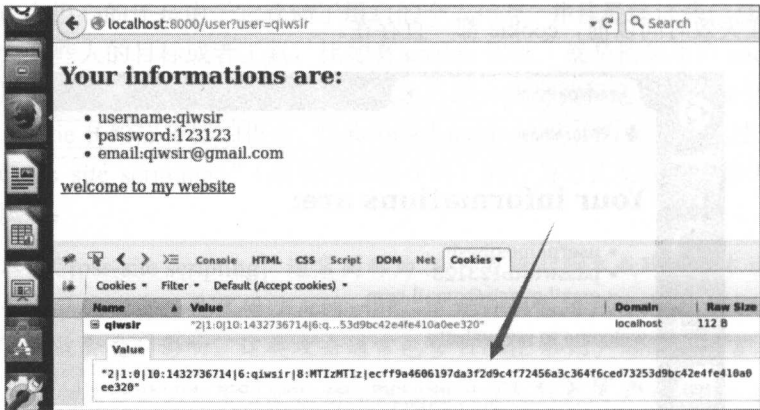 localhost:8000/user?user=qiwsir
Search
Your informations are:
username:qiwsir
password:123123
email:qiwsir@gmail.com
welcome to my website
Console HTML CSS Script DOM Net Cookies
Cookies Filter Default (Accept cookies)
Name Value Domain Raw Size
qiwsir "2|1:0|10:1432736714|6:q...53d9bc42e4fe410a0ee320" localhost 112 B
Value
"2|1:0|10:1432736714|6:qiwsir|8:MTIzMTIz|ecff9a4606197da3f2d9c4f72456a3c364f6ced73253d9bc42e4fe410a0
ee320"